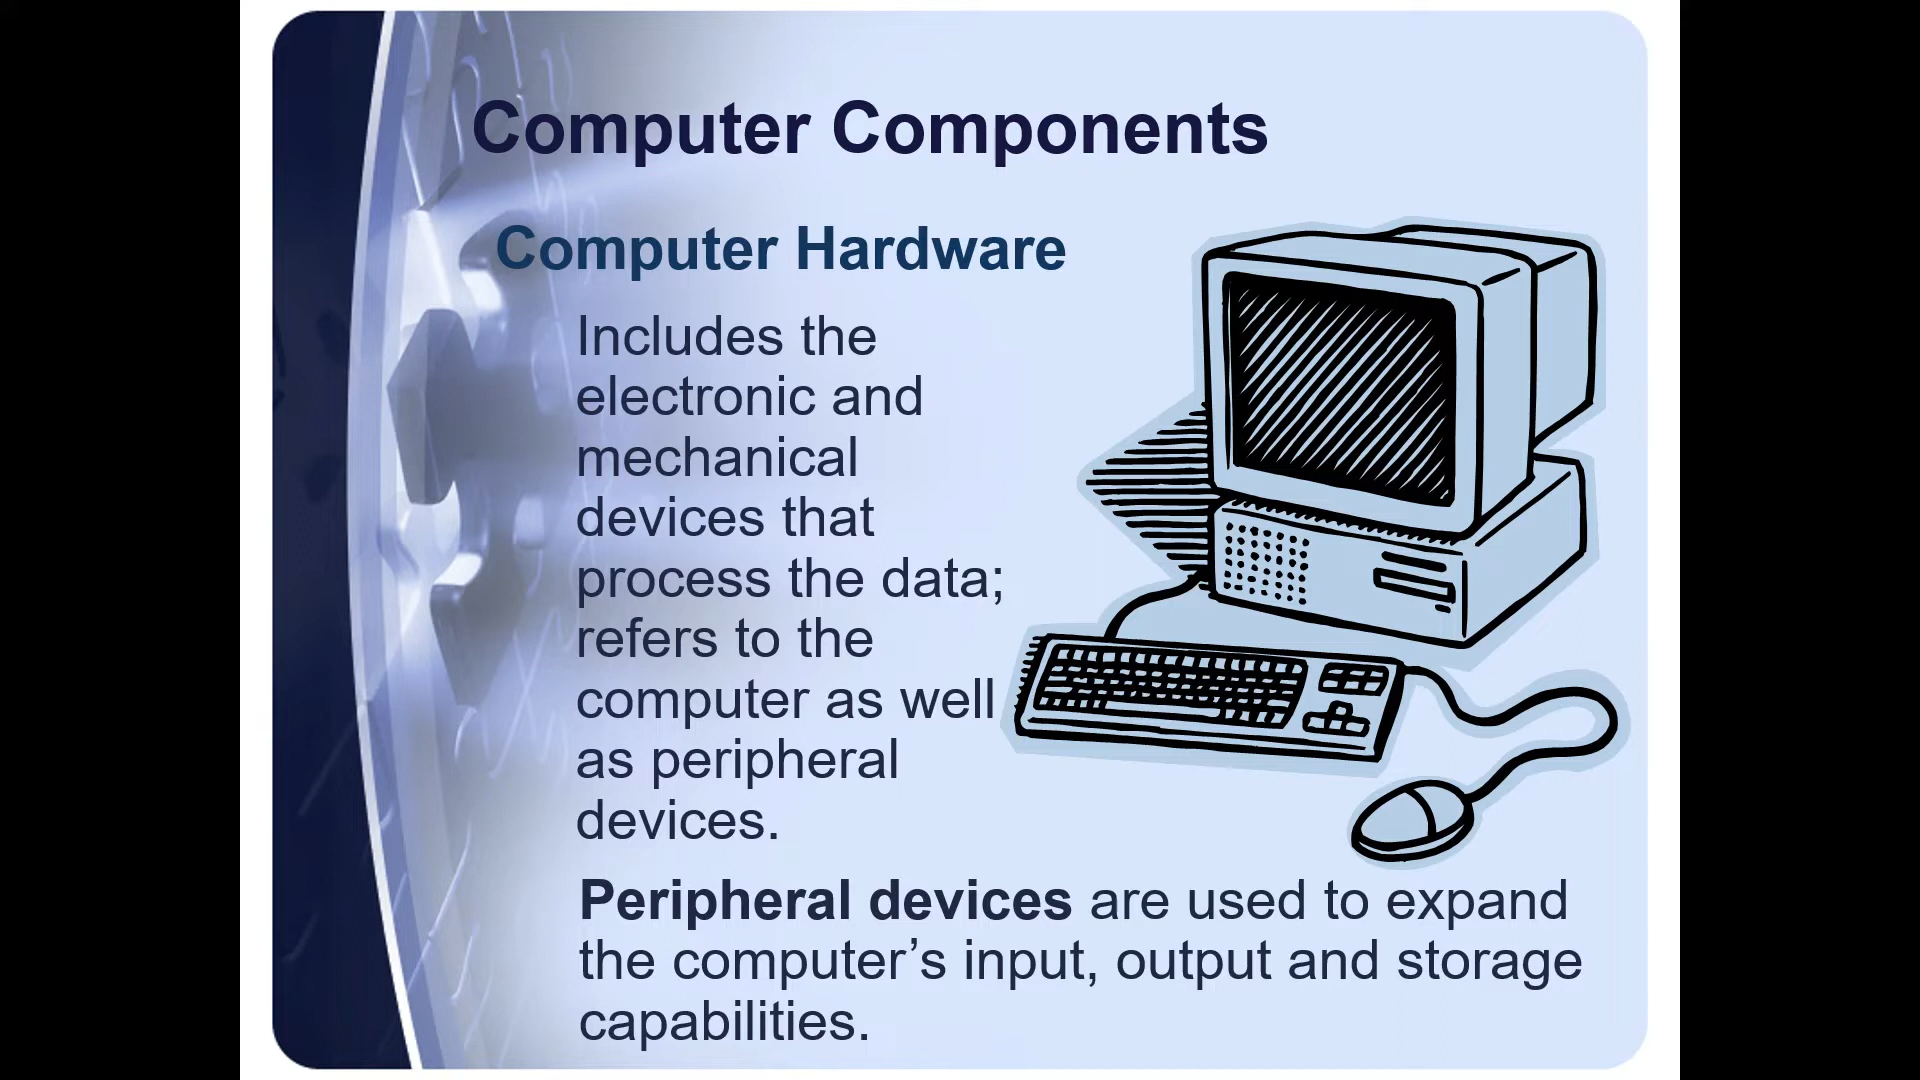 Computer Components
Computer Hardware
Includes the
electronic and
mechanical
devices that
process the data;
refers to the
computer as well
as peripheral
devices.
Peripheral devices are used to expand
the computer’s input, output and storage
capabilities.